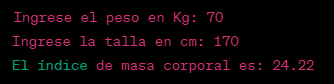 Ingrese el peso en Kg: 70
Ingrese la talla en cm: 170
El índice de masa corporal es: 24.22